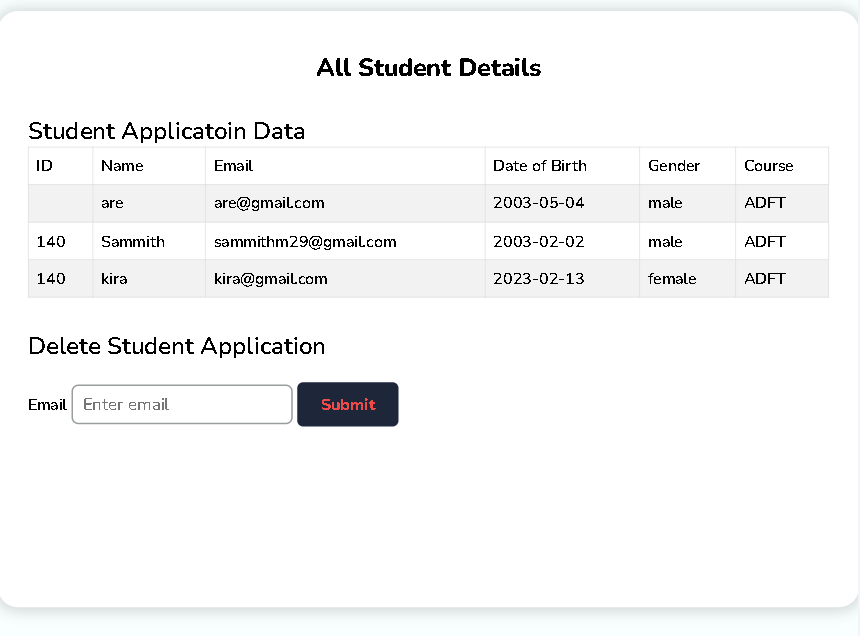 All Student Details
Student Applicatoin Data
ID Name Email Date of Birth Gender Course
are are@gmail.com 2003-05-04 male ADFT
140 Sammith sammithm29@gmail.com 2003-02-02 male ADFT
140 kira kira@gmail.com 2023-02-13 female ADFT
Delete Student Application
Email Enter email Submit